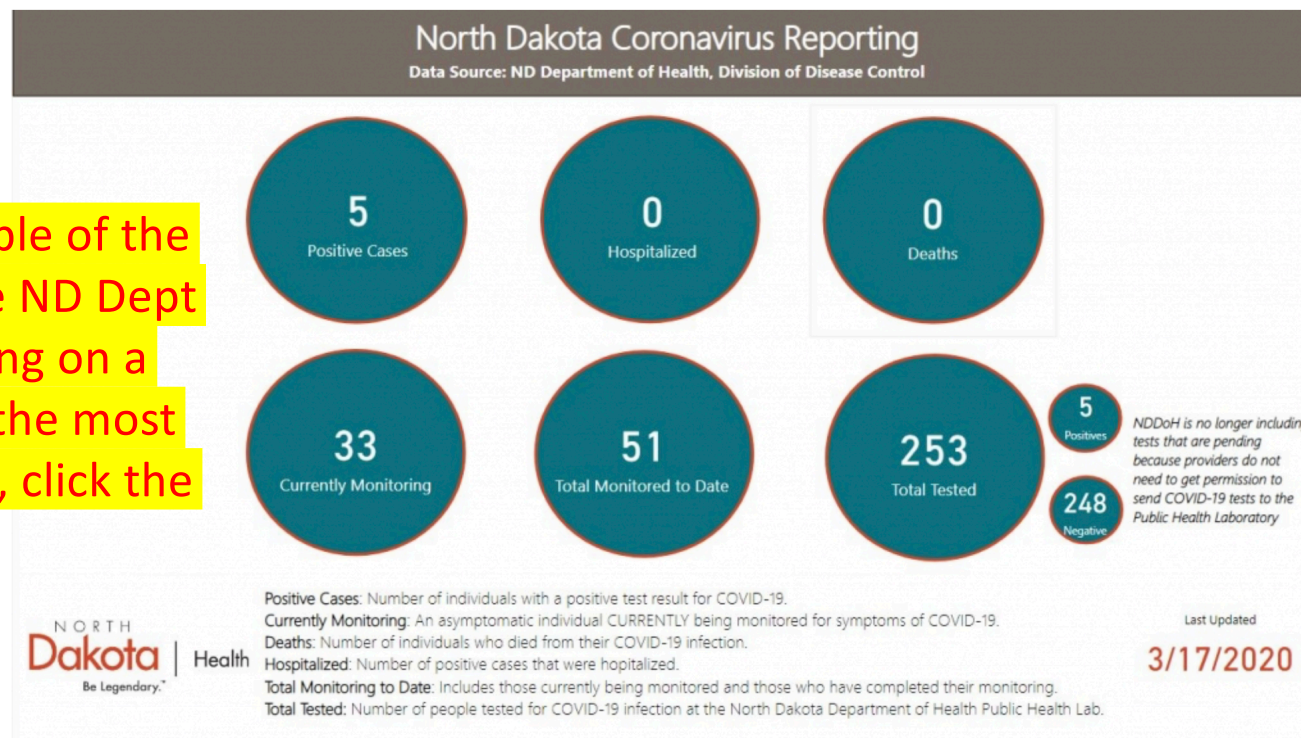 North Dakota Coronavirus Reporting
Data Source: ND Department of Health, Division of Disease Control
5
Positive Cases
0
Hospitalized
0
Deaths
of the
ND Dept
on a
the most
click the
33
Currently Monitoring
51
Total Monitored to Date
253
Total Tested
5
Positives
248
Negative
NDDoH is no longer
tests that are pending
because providers do not
need to get permission to
send COVID-19 tests to the
Public Health Laboratory
Positive Cases: Number of individuals with a positive test result for COVID-19.
Currently Monitoring: An asymptomatic individual CURRENTLY being monitored for symptoms of COVID-19.
Deaths: Number of individuals who died from their COVID-19 infection.
Hospitalized: Number of positive cases that were hopitalized.
Total Monitoring to Date: Includes those currently being monitored and those who have completed their monitoring.
Total Tested: Number of people tested for COVID-19 infection at the North Dakota Department of Health Public Health Lab.
NORTH
Dakota | Health
Be Legendary.™
Last Updated
3/17/2020